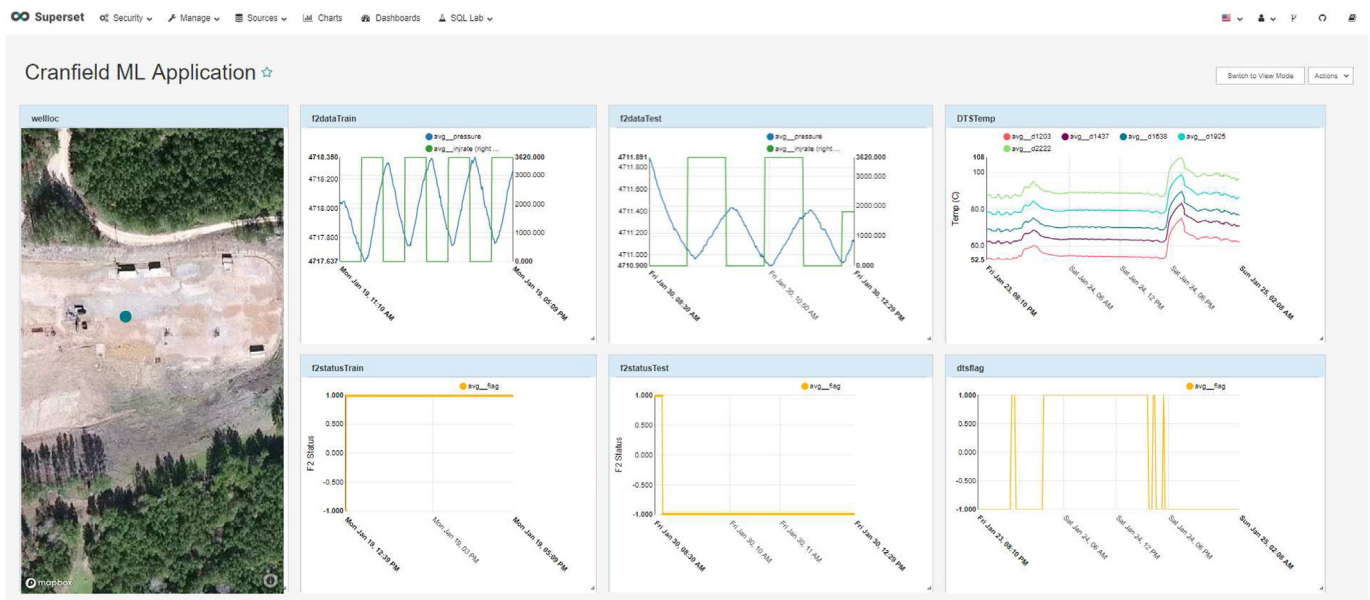 Superset Security Manage Sources Charts Dashboards SQL Lab
Cranfield ML Application
Switch to View Mode Actions
wellloc
mapbox
f2dataTrain
avg__pressure
avg__injrate (right ...
4718.350 3620.000
3000.000
4718.200
4718.000 2000.000
4717.800 1000.000
4717.637 0.000
Mon Jan 19, 11:10 AM Mon Jan 19, 05:09 PM
f2dataTest
avg__pressure
avg__injrate (right ...
4711.891 3620.000
4711.800
4711.600 3000.000
4711.400 2000.000
4711.200 1000.000
4711.000
4710.900 0.000
Fri Jan 30, 08:30 AM Fri Jan 30, 10:50 AM Fri Jan 30, 12:29 PM
DTSTemp
avg__d1203 avg__d1437 avg__d1638 avg__d1925
avg__d2222
Temp (C)
108
100
80.0
60.0
52.5
Fri Jan 23, 08:10 PM Sat Jan 24, 06 AM Sat Jan 24, 12 PM Sat Jan 24, 06 PM Sun Jan 25, 02:08 AM
f2statusTrain
avg__flag
F2 Status
1.000
0.500
0.000
-0.500
-1.000
Mon Jan 19, 12:39 PM Mon Jan 19, 03 PM Mon Jan 19, 05:09 PM
f2statusTest
avg__flag
F2 Status
1.000
0.500
0.000
-0.500
-1.000
Fri Jan 30, 08:30 AM Fri Jan 30, 10 AM Fri Jan 30, 11 AM Fri Jan 30, 12:29 PM
dtsflag
avg__flag
1.000
0.500
0.000
-0.500
-1.000
Fri Jan 23, 08:10 PM Sat Jan 24, 06 AM Sat Jan 24, 12 PM Sat Jan 24, 06 PM Sun Jan 25, 02:08 AM